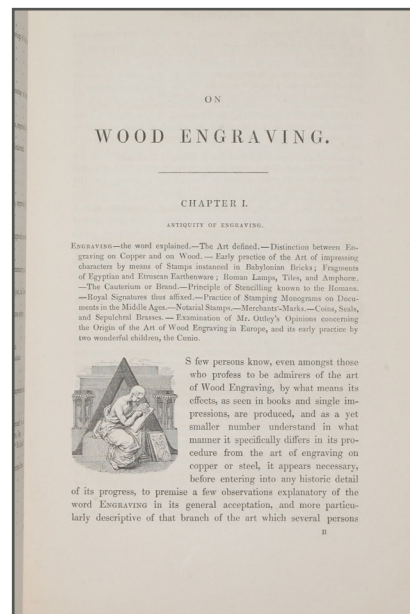 ON
WOOD ENGRAVING.
CHAPTER I.
ANTIQUITY OF ENGRAVING.
ENGRAVING—the word explained.—The Art defined.—Distinction between En-
graving on Copper and on Wood.—Early practice of the Art of impressing
characters by means of Stamps instanced in Babylonian Bricks; Fragments
of Egyptian and Etruscan Earthenware; Roman Lamps, Tiles, and Amphoræ.
—The Cauterium or Brand.—Principle of Stencilling known to the Romans.
—Royal Signatures thus affixed.—Practice of Stamping Monograms on Docu-
ments in the Middle Ages.—Notarial Stamps.—Merchants'-Marks.—Coins, Seals,
and Sepulchral Brasses.—Examination of Mr. Ottley's Opinions concerning
the Origin of the Art of Wood Engraving in Europe, and its early practice by
two wonderful children, the Cunio.
AS few persons know, even amongst those
who profess to be admirers of the art
of Wood Engraving, by what means its
effects, as seen in books and single im-
pressions, are produced, and as a yet
smaller number understand in what
manner it specifically differs in its pro-
cedure from the art of engraving on
copper or steel, it appears necessary,
before entering into any historic detail
of its progress, to premise a few observations explanatory of the
word ENGRAVING in its general acceptation, and more particu-
larly descriptive of that branch of the art which several persons
B